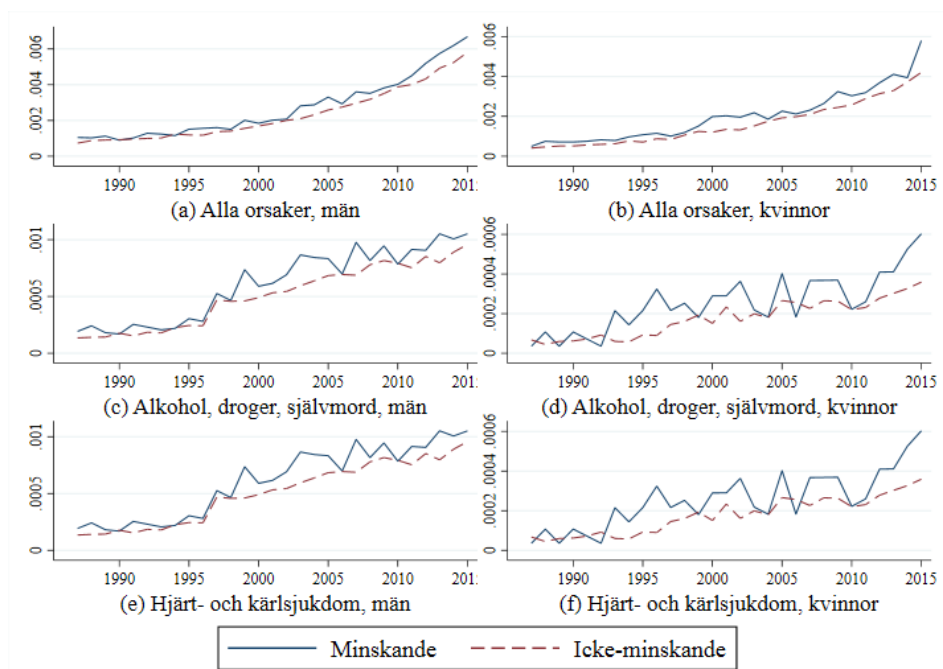 .006
.004
.002
0
1990 1995 2000 2005 2010 201
(a) Alla orsaker, män
.006
.004
.002
0
1990 1995 2000 2005 2010 2015
(b) Alla orsaker, kvinnor
.001
.0005
0
1990 1995 2000 2005 2010 201
(c) Alkohol, droger, självmord, män
.0006
.0004
.0002
0
1990 1995 2000 2005 2010 2015
(d) Alkohol, droger, självmord, kvinnor
.001
.0005
0
1990 1995 2000 2005 2010 201
(e) Hjärt- och kärlsjukdom, män
.0006
.0004
.0002
0
1990 1995 2000 2005 2010 2015
(f) Hjärt- och kärlsjukdom, kvinnor
Minskande Icke-minskande